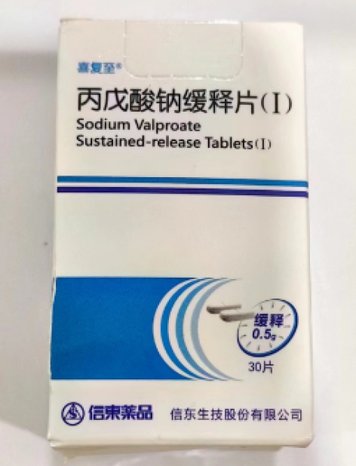 喜复至®
丙戊酸钠缓释片(I)
Sodium Valproate
Sustained-release Tablets(I)
缓释
0.5g
30片
信東药品
信东生技股份有限公司